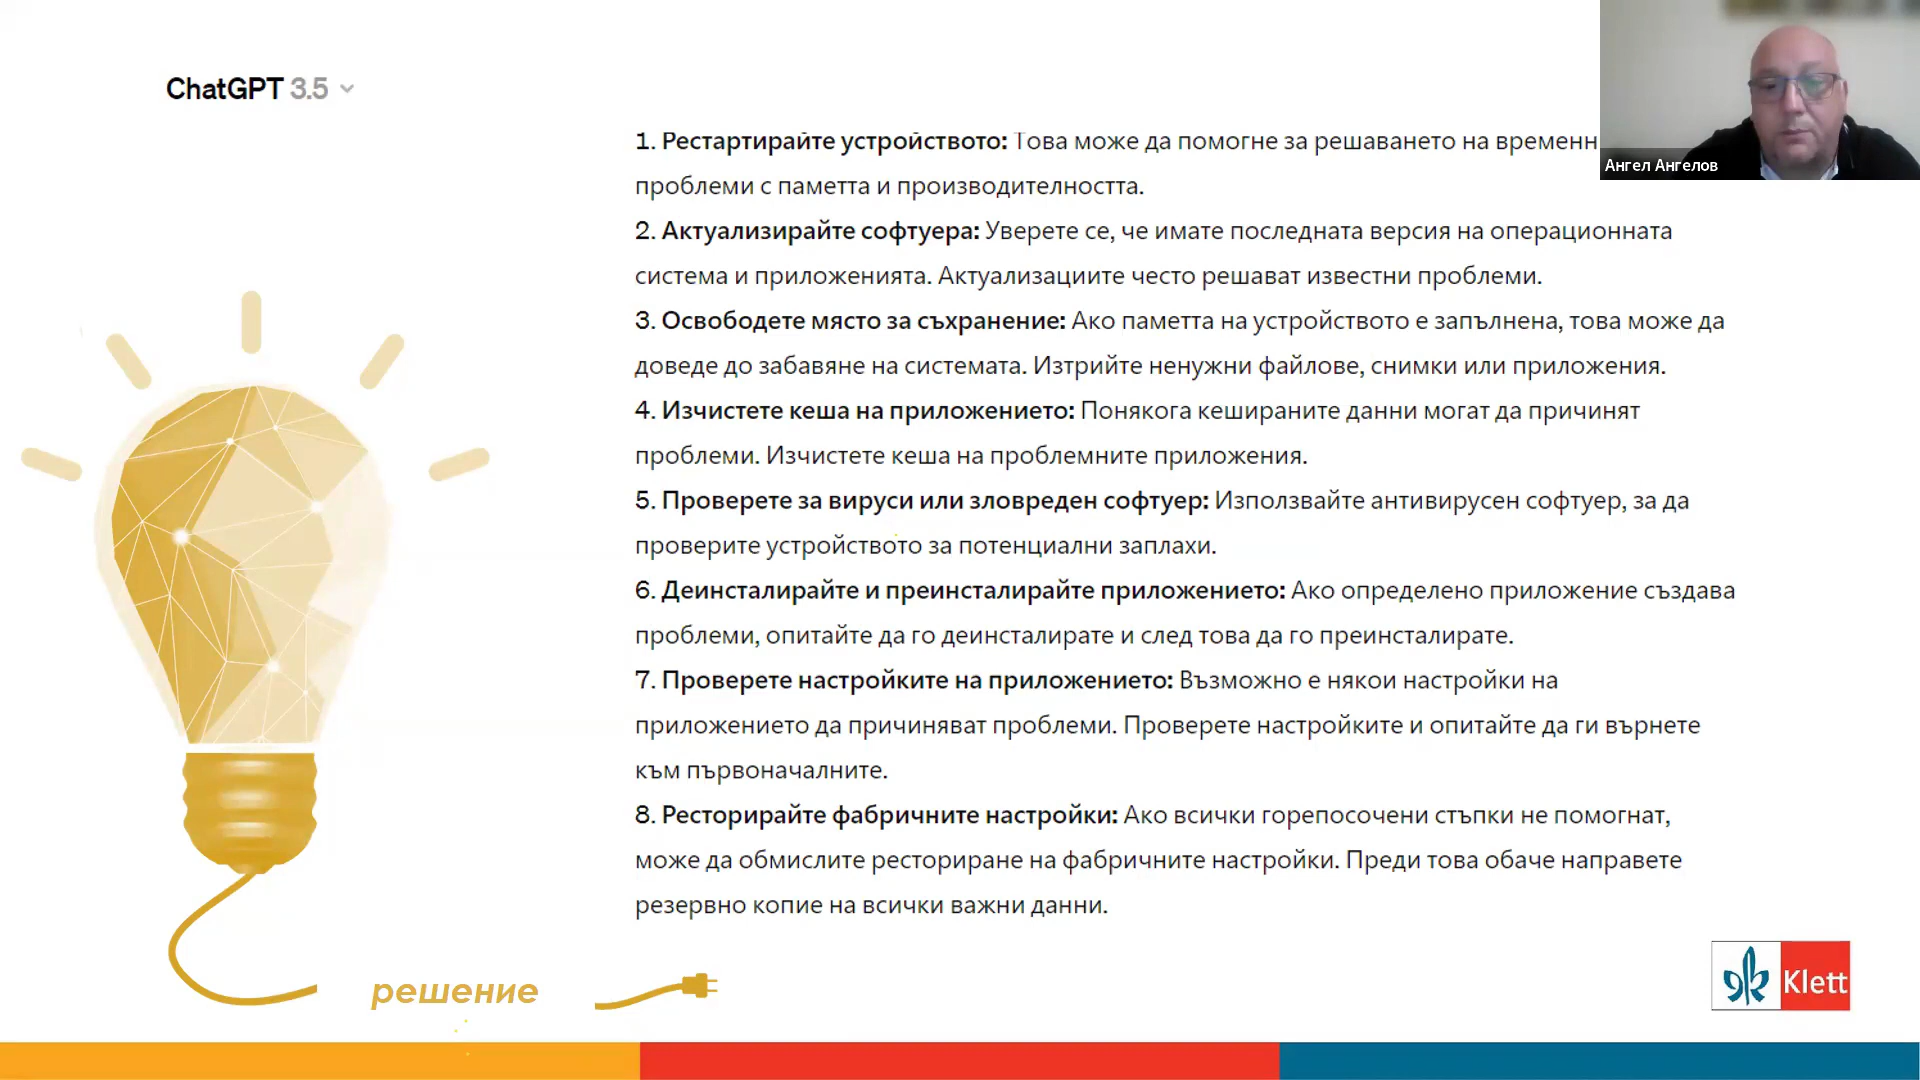 ChatGPT 3.5
Ангел Ангелов
1. Рестартирайте устройството: Това може да помогне за решаването на временн
проблеми с паметта и производителността.
2. Актуализирайте софтуера: Уверете се, че имате последната версия на операционната
система и приложенията. Актуализациите често решават известни проблеми.
3. Освободете място за съхранение: Ако паметта на устройството е запълнена, това може да
доведе до забавяне на системата. Изтрийте ненужни файлове, снимки или приложения.
4. Изчистете кеша на приложението: Понякога кешираните данни могат да причинят
проблеми. Изчистете кеша на проблемните приложения.
5. Проверете за вируси или зловреден софтуер: Използвайте антивирусен софтуер, за да
проверите устройството за потенциални заплахи.
6. Деинсталирайте и преинсталирайте приложението: Ако определено приложение създава
проблеми, опитайте да го деинсталирате и след това да го преинсталирате.
7. Проверете настройките на приложението: Възможно е някои настройки на
приложението да причиняват проблеми. Проверете настройките и опитайте да ги върнете
към първоначалните.
8. Ресторирайте фабричните настройки: Ако всички горепосочени стъпки не помогнат,
може да обмислите ресториране на фабричните настройки. Преди това обаче направете
резервно копие на всички важни данни.
решение
Klett